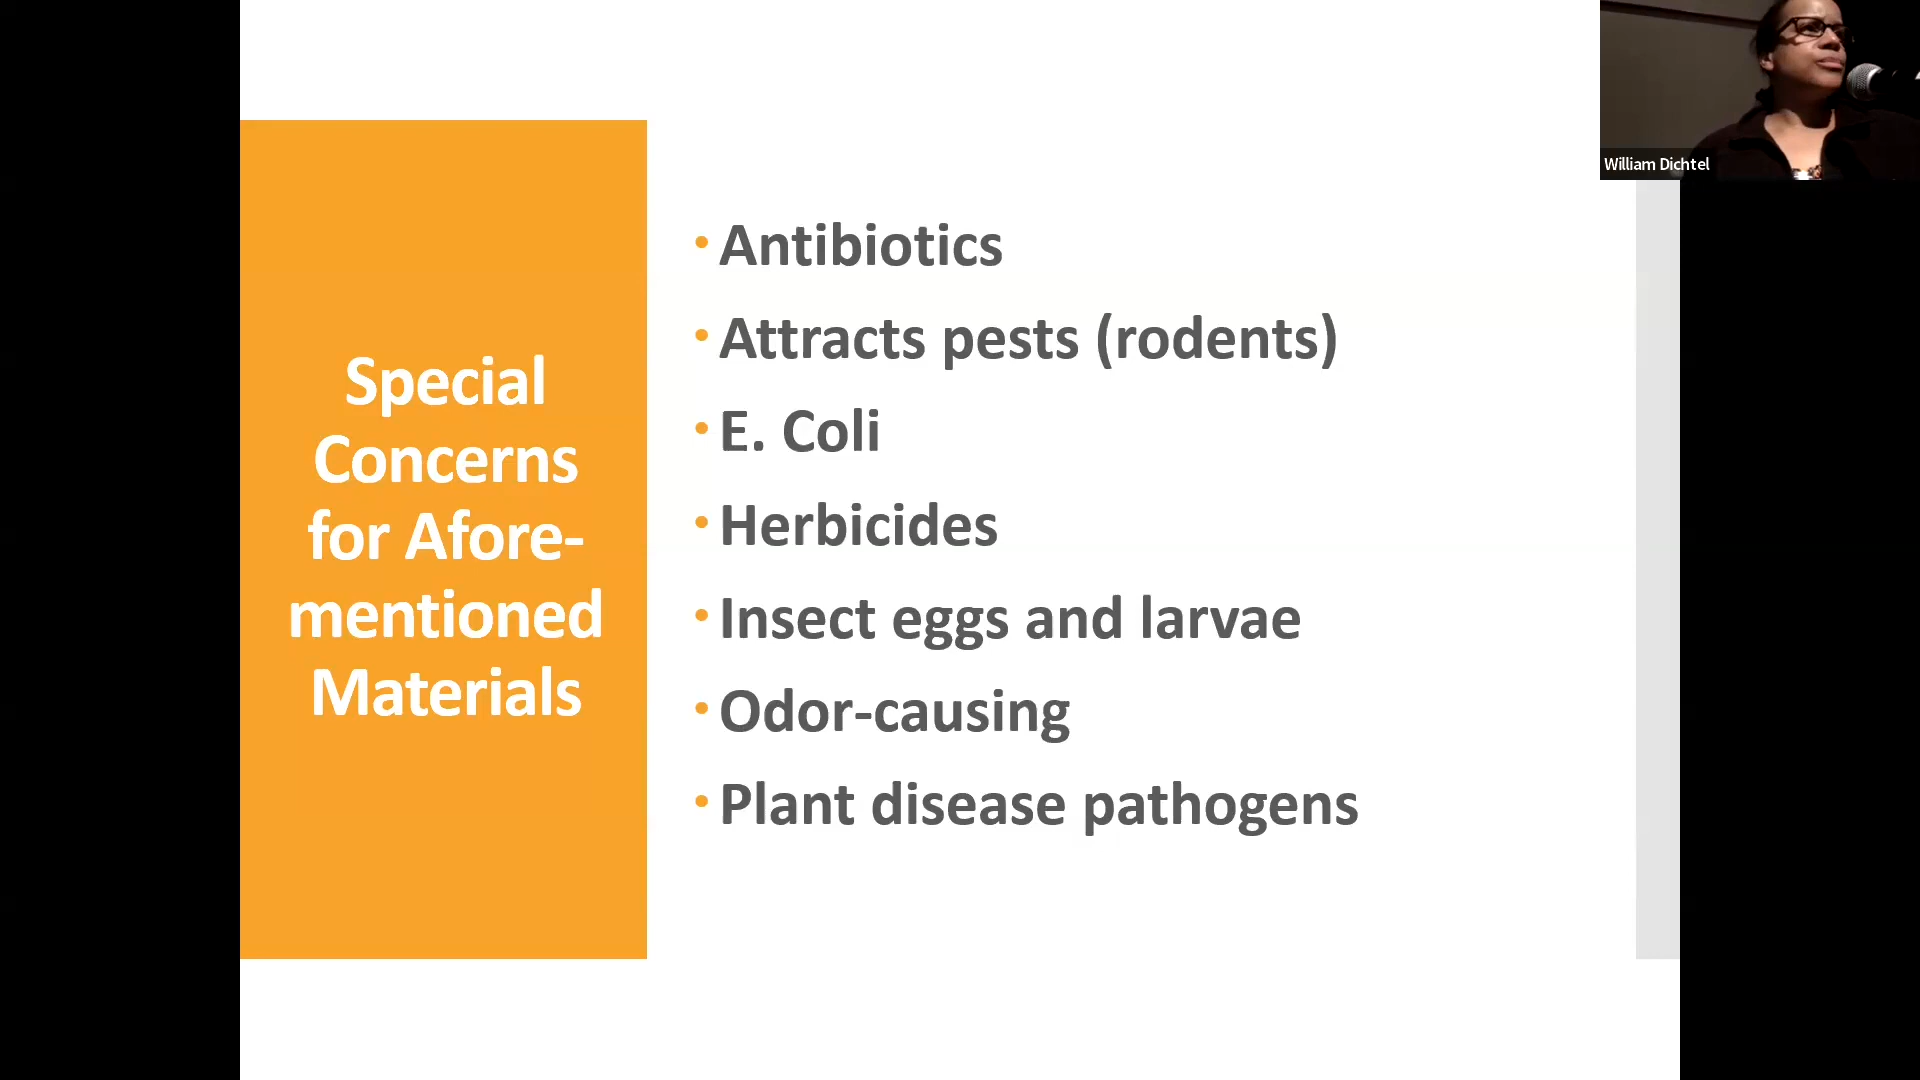 Special
Concerns
for Afore-
mentioned
Materials
• Antibiotics
• Attracts pests (rodents)
• E. Coli
• Herbicides
• Insect eggs and larvae
• Odor-causing
• Plant disease pathogens
William Dichtel